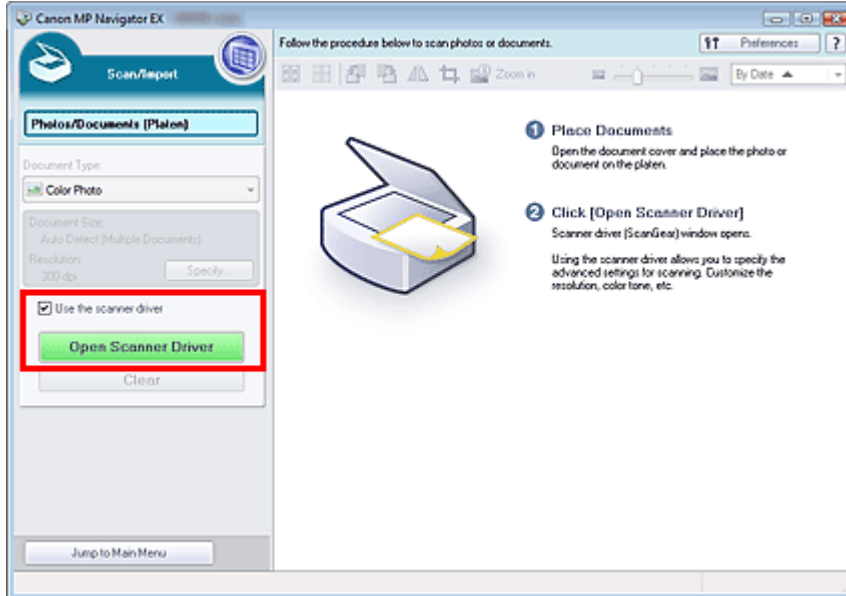 Canon MP Navigator EX
Scan/Import
Follow the procedure below to scan photos or documents.
Preferences
?
Zoom in
By Date
Photos/Documents (Platen)
Document Type:
Color Photo
Document Size:
Auto Detect (Multiple Documents)
Resolution:
300 dpi
Specify...
Use the scanner driver
Open Scanner Driver
Clear
Jump to Main Menu
1 Place Documents
Open the document cover and place the photo or
document on the platen.
2 Click [Open Scanner Driver]
Scanner driver (ScanGear) window opens.
Using the scanner driver allows you to specify the
advanced settings for scanning. Customize the
resolution, color tone, etc.